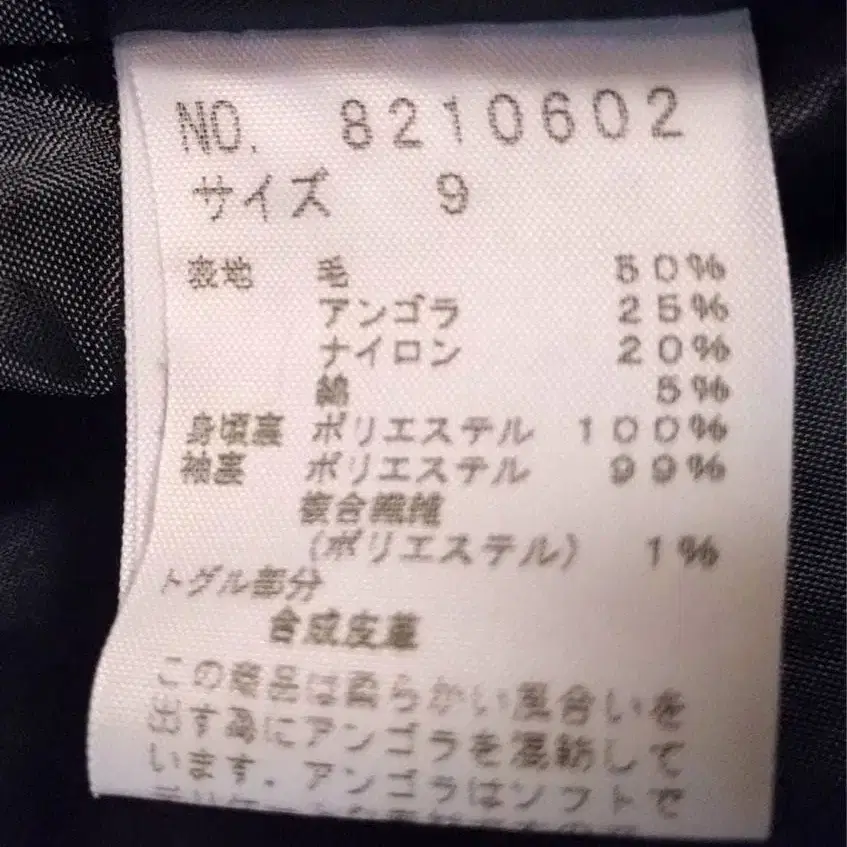 NO. 8210602
サイズ 9
表地 毛 50%
アンゴラ 25%
ナイロン 20%
綿 5%
身頃裏 ポリエステル 100%
袖裏 ポリエステル 99%
複合繊維
(ポリエステル) 1%
トグル部分
合成皮革
この商品は柔らかい風合いを
出す為にアンゴラを混紡して
います. アンゴラはソフトで